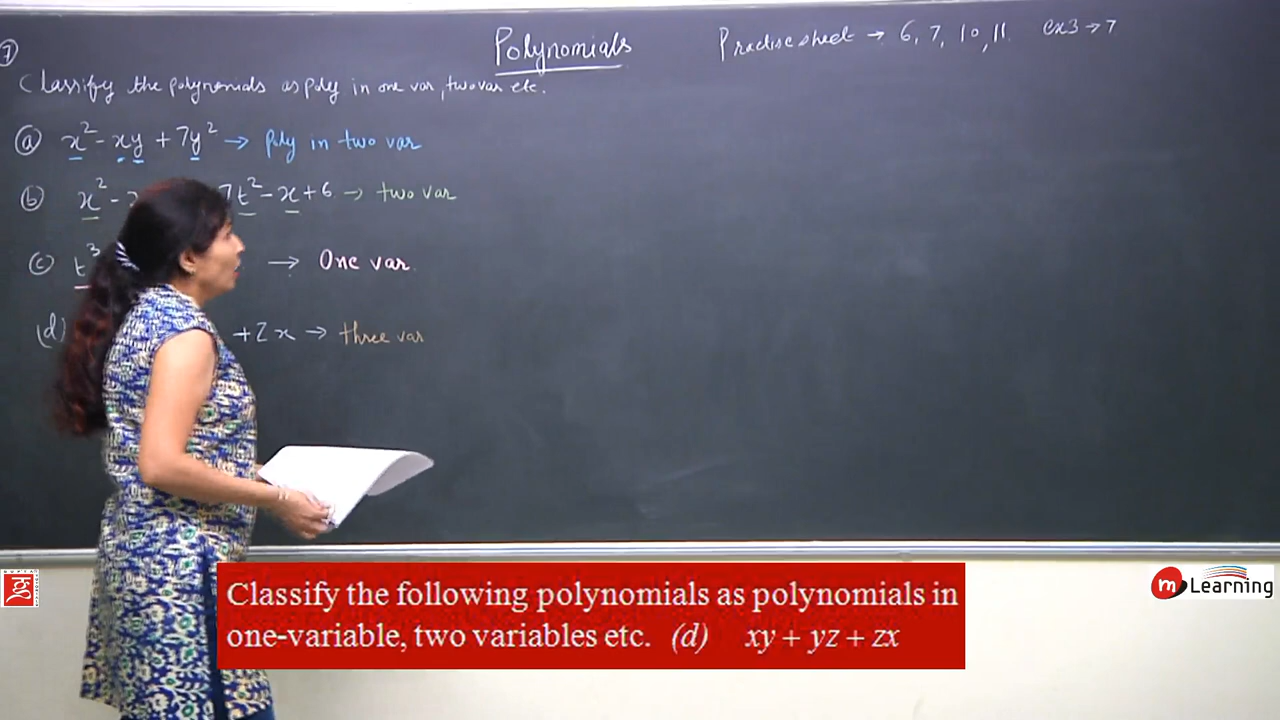 7
Polynomials
Practise sheet → 6, 7, 10, 11 ex3 → 7
Classify the polynomials as poly in one var, two var etc.
(a) x² - xy + 7y² → Poly in two var
(b) x² - 7t² - x + 6 → two var
(c) t³ → One var.
(d) + Zx → three var
Classify the following polynomials as polynomials in
one-variable, two variables etc. (d) xy + yz + zx
m Learning